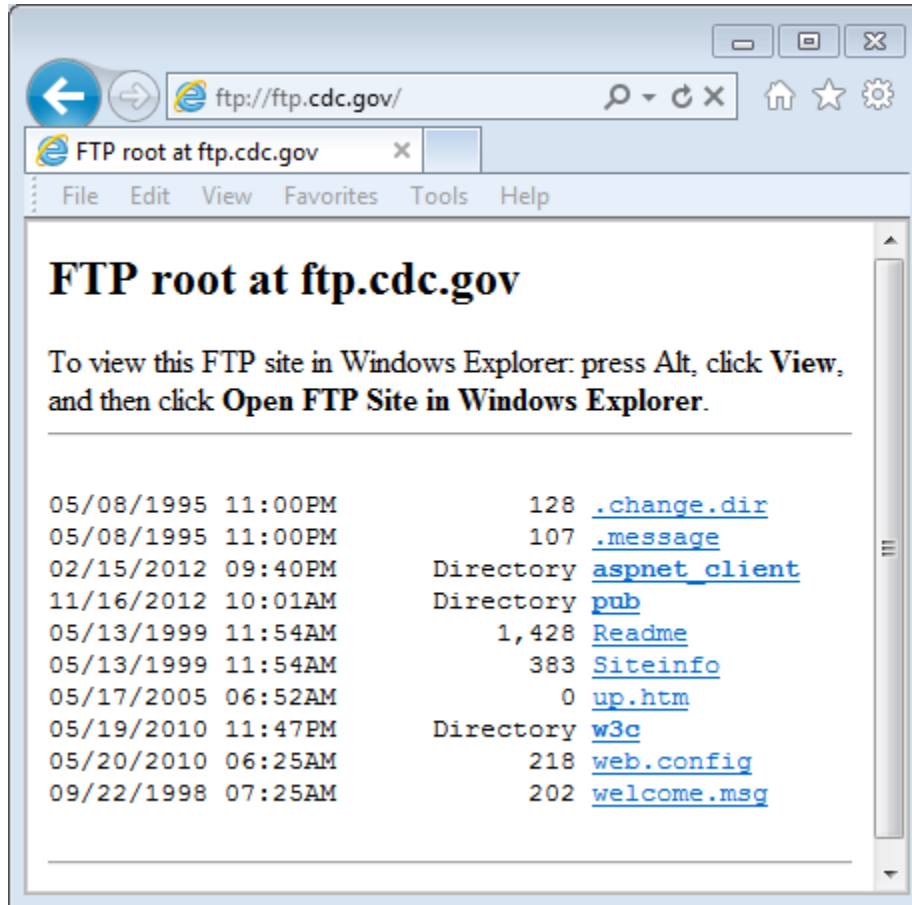 ftp://ftp.cdc.gov/
FTP root at ftp.cdc.gov
File Edit View Favorites Tools Help
FTP root at ftp.cdc.gov
To view this FTP site in Windows Explorer: press Alt, click View,
and then click Open FTP Site in Windows Explorer.
05/08/1995 11:00PM 128 .change.dir
05/08/1995 11:00PM 107 .message
02/15/2012 09:40PM Directory aspnet_client
11/16/2012 10:01AM Directory pub
05/13/1999 11:54AM 1,428 Readme
05/13/1999 11:54AM 383 Siteinfo
05/17/2005 06:52AM 0 up.htm
05/19/2010 11:47PM Directory w3c
05/20/2010 06:25AM 218 web.config
09/22/1998 07:25AM 202 welcome.msg